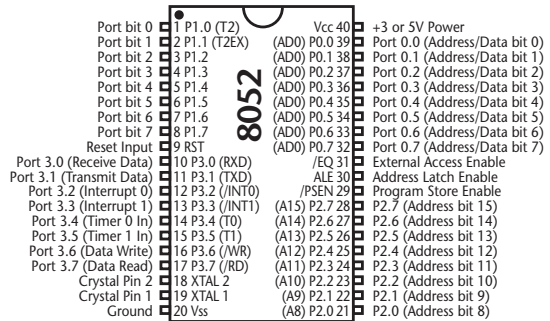 Port bit 0 1 P1.0 (T2) Vcc 40 +3 or 5V Power
Port bit 1 2 P1.1 (T2EX) (AD0) P0.0 39 Port 0.0 (Address/Data bit 0)
Port bit 2 3 P1.2 (AD0) P0.1 38 Port 0.1 (Address/Data bit 1)
Port bit 3 4 P1.3 (AD0) P0.2 37 Port 0.2 (Address/Data bit 2)
Port bit 4 5 P1.4 (AD0) P0.3 36 Port 0.3 (Address/Data bit 3)
Port bit 5 6 P1.5 (AD0) P0.4 35 Port 0.4 (Address/Data bit 4)
Port bit 6 7 P1.6 (AD0) P0.5 34 Port 0.5 (Address/Data bit 5)
Port bit 7 8 P1.7 (AD0) P0.6 33 Port 0.6 (Address/Data bit 6)
Reset Input 9 RST (AD0) P0.7 32 Port 0.7 (Address/Data bit 7)
Port 3.0 (Receive Data) 10 P3.0 (RXD) /EQ 31 External Access Enable
Port 3.1 (Transmit Data) 11 P3.1 (TXD) ALE 30 Address Latch Enable
Port 3.2 (Interrupt 0) 12 P3.2 (/INT0) /PSEN 29 Program Store Enable
Port 3.3 (Interrupt 1) 13 P3.3 (/INT1) (A15) P2.7 28 P2.7 (Address bit 15)
Port 3.4 (Timer 0 In) 14 P3.4 (T0) (A14) P2.6 27 P2.6 (Address bit 14)
Port 3.5 (Timer 1 In) 15 P3.5 (T1) (A13) P2.5 26 P2.5 (Address bit 13)
Port 3.6 (Data Write) 16 P3.6 (/WR) (A12) P2.4 25 P2.4 (Address bit 12)
Port 3.7 (Data Read) 17 P3.7 (/RD) (A11) P2.3 24 P2.3 (Address bit 11)
Crystal Pin 2 18 XTAL 2 (A10) P2.2 23 P2.2 (Address bit 10)
Crystal Pin 1 19 XTAL 1 (A9) P2.1 22 P2.1 (Address bit 9)
Ground 20 Vss (A8) P2.0 21 P2.0 (Address bit 8)
8052